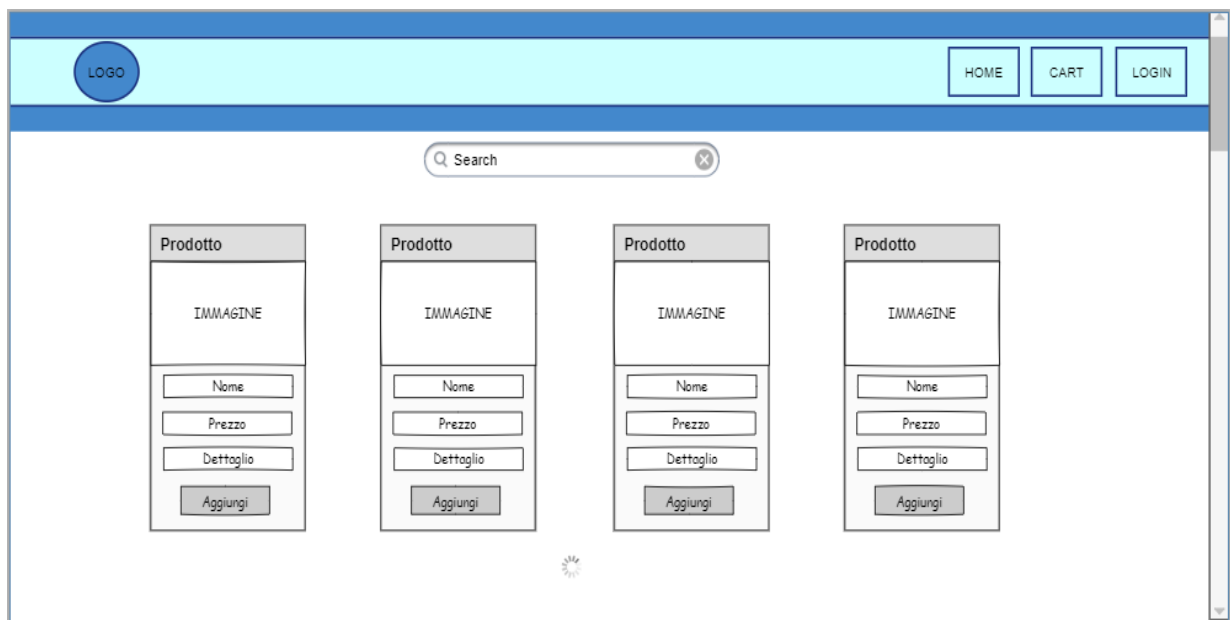 LOGO HOME CART LOGIN
Search
Prodotto Prodotto Prodotto Prodotto
IMMAGINE IMMAGINE IMMAGINE IMMAGINE
Nome Nome Nome Nome
Prezzo Prezzo Prezzo Prezzo
Dettaglio Dettaglio Dettaglio Dettaglio
Aggiungi Aggiungi Aggiungi Aggiungi